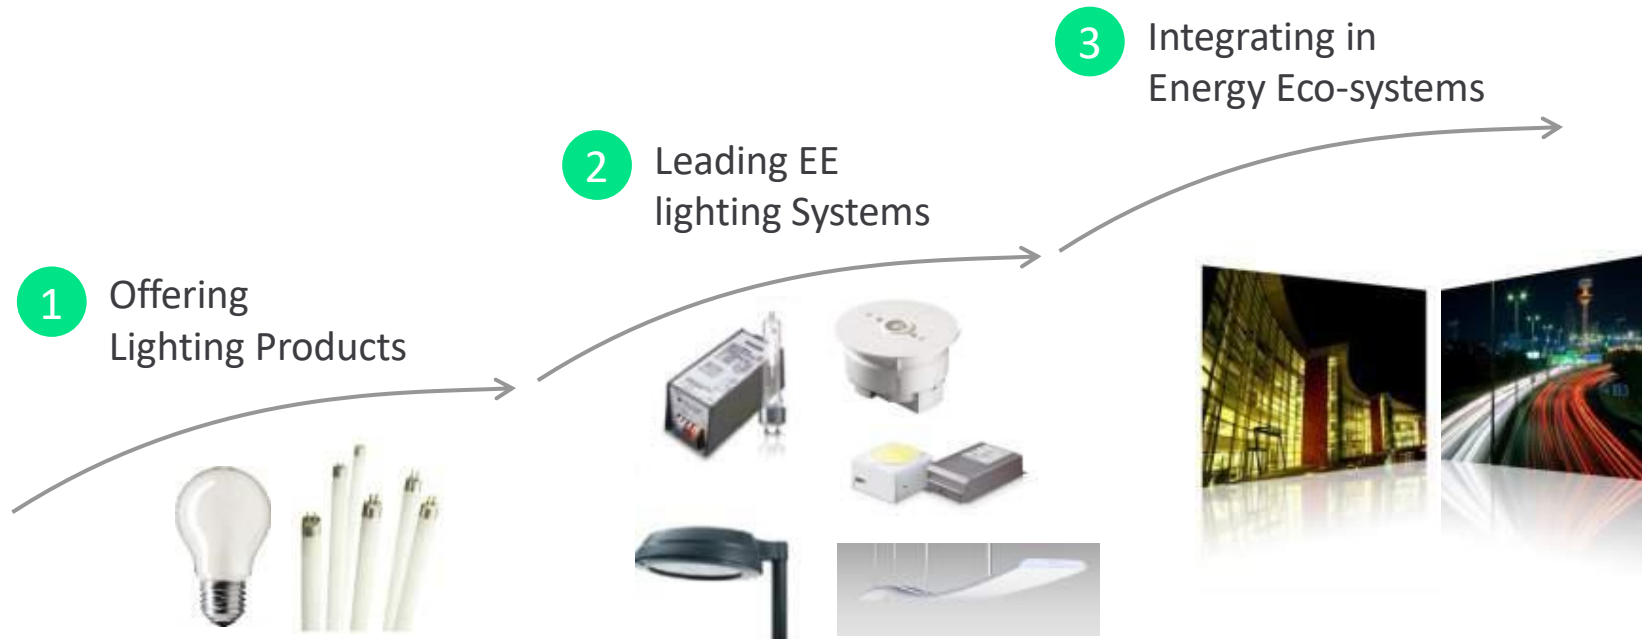 3
Integrating in
Energy Eco-systems
2
Leading EE
lighting Systems
1
Offering
Lighting Products